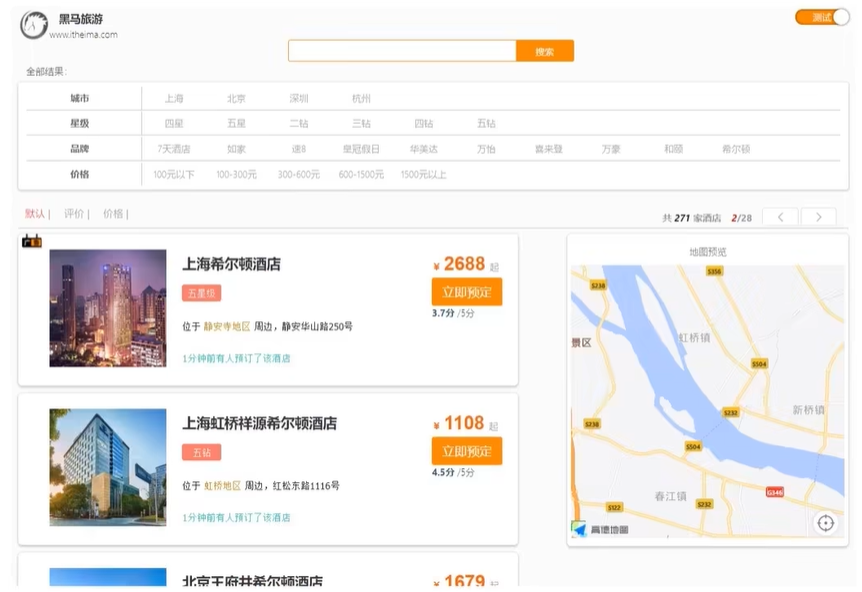 黑马旅游
测试
www.itheima.com
搜索
全部结果:
城市 上海 北京 深圳 杭州
星级 四星 五星 二钻 三钻 四钻 五钻
品牌 7天酒店 如家 速8 皇冠假日 华美达 万怡 喜来登 万豪 和颐 希尔顿
价格 100元以下 100-300元 300-600元 600-1500元 1500元以上
默认 | 评价 | 价格 |
共 271 家酒店 2/28
上海希尔顿酒店
¥ 2688 起
五星级
立即预定
3.7分 /5分
位于 静安寺地区 周边，静安华山路250号
1分钟前有人预订了该酒店
上海虹桥祥源希尔顿酒店
¥ 1108 起
五钻
立即预定
4.5分 /5分
位于 虹桥地区 周边，红松东路1116号
1分钟前有人预订了该酒店
北京王府井希尔顿酒店
¥ 1679 起
地图预览
S356
S238
虹桥镇
景区
S504
S232
新桥镇
S238
S504
春江镇
G346
S122
S232
高德地图